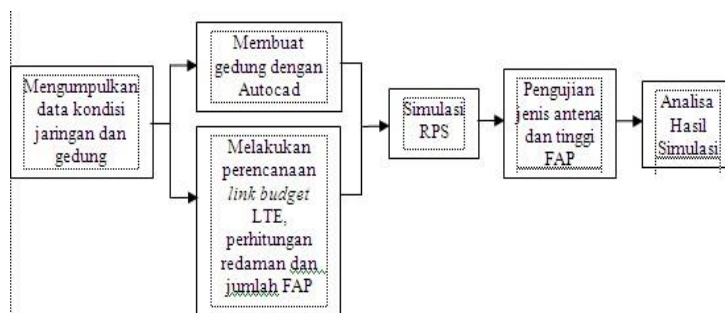 Mengumpulkan
data kondisi
jaringan dan
gedung
Membuat
gedung dengan
Autocad
Melakukan
perencanaan
link budget
LTE,
perhitungan
redaman dan
jumlah FAP
Simulasi
RPS
Pengujian
jenis antena
dan tinggi
FAP
Analisa
Hasil
Simulasi